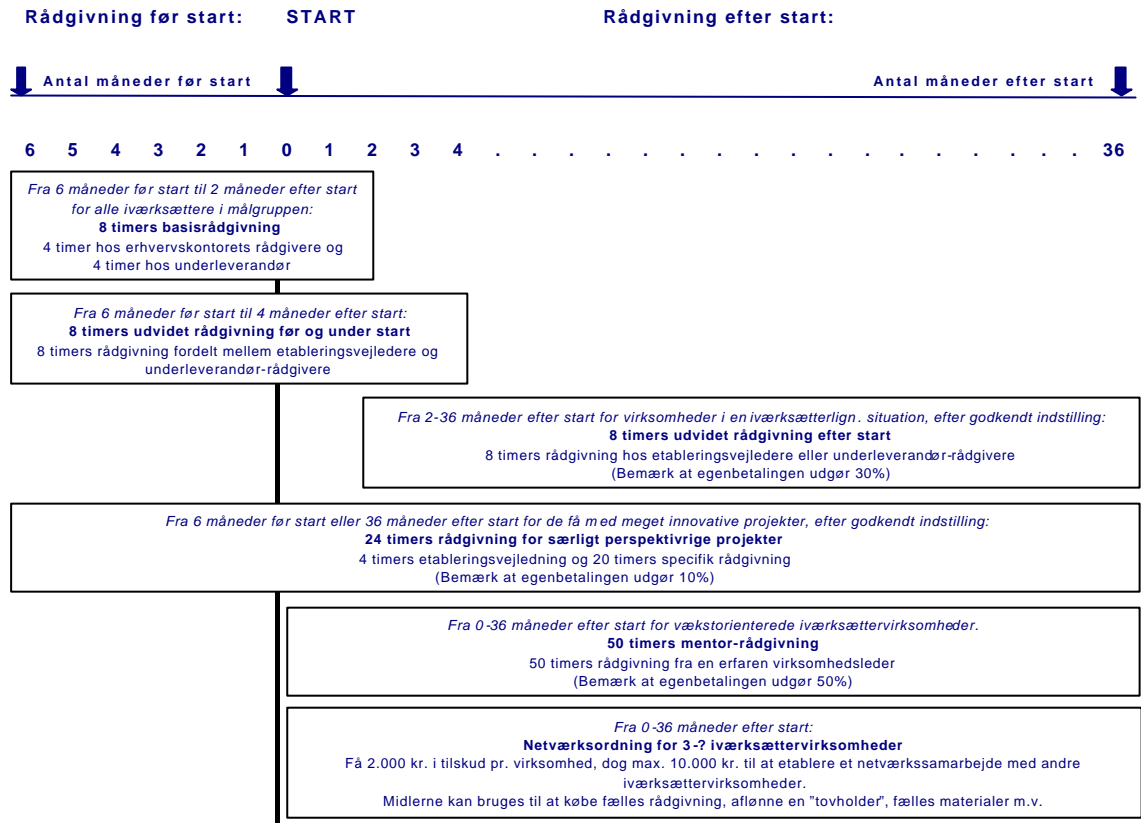 Rådgivning før start: START Rådgivning efter start:
Antal måneder før start Antal måneder efter start
6 5 4 3 2 1 0 1 2 3 4 . . . . . . . . . . . . . . . . . 36
Fra 6 måneder før start til 2 måneder efter start
for alle iværksættere i målgruppen:
8 timers basisrådgivning
4 timer hos erhvervskontorets rådgivere og
4 timer hos underleverandør
Fra 6 måneder før start til 4 måneder efter start:
8 timers udvidet rådgivning før og under start
8 timers rådgivning fordelt mellem etableringsvejledere og
underleverandør-rådgivere
Fra 2-36 måneder efter start for virksomheder i en iværksætterlign. situation, efter godkendt indstilling:
8 timers udvidet rådgivning efter start
8 timers rådgivning hos etableringsvejledere eller underleverandør-rådgivere
(Bemærk at egenbetalingen udgør 30%)
Fra 6 måneder før start eller 36 måneder efter start for de få med meget innovative projekter, efter godkendt indstilling:
24 timers rådgivning for særligt perspektivrige projekter
4 timers etableringsvejledning og 20 timers specifik rådgivning
(Bemærk at egenbetalingen udgør 10%)
Fra 0-36 måneder efter start for vækstorienterede iværksættervirksomheder.
50 timers mentor-rådgivning
50 timers rådgivning fra en erfaren virksomhedsleder
(Bemærk at egenbetalingen udgør 50%)
Fra 0-36 måneder efter start:
Netværksordning for 3-? iværksættervirksomheder
Få 2.000 kr. i tilskud pr. virksomhed, dog max. 10.000 kr. til at etablere et netværkssamarbejde med andre
iværksættervirksomheder.
Midlerne kan bruges til at købe fælles rådgivning, aflønne en ”tovholder”, fælles materialer m.v.